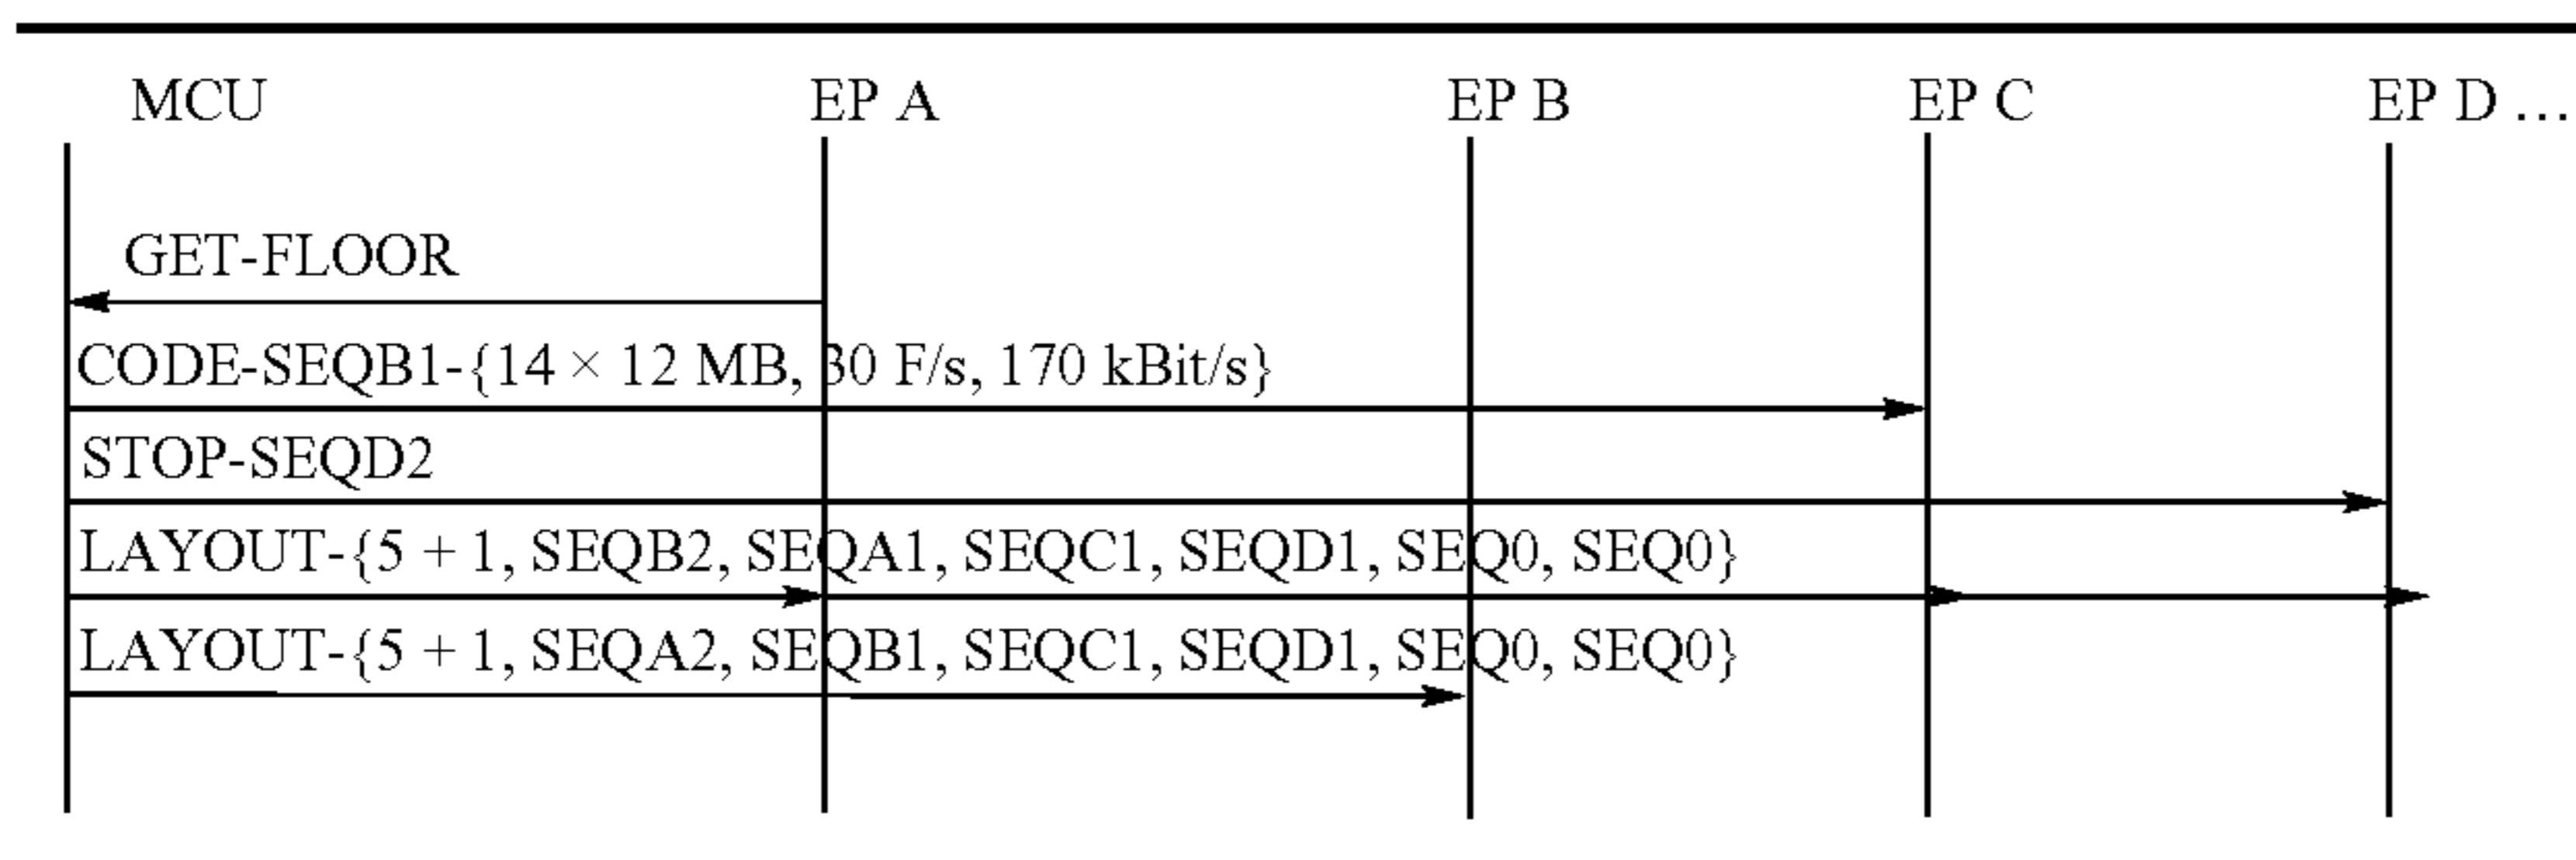 MCU EP A EP B EP C EP D …
GET-FLOOR
CODE-SEQB1-{14 × 12 MB, 30 F/s, 170 kBit/s}
STOP-SEQD2
LAYOUT-{5 + 1, SEQB2, SEQA1, SEQC1, SEQD1, SEQ0, SEQ0}
LAYOUT-{5 + 1, SEQA2, SEQB1, SEQC1, SEQD1, SEQ0, SEQ0}